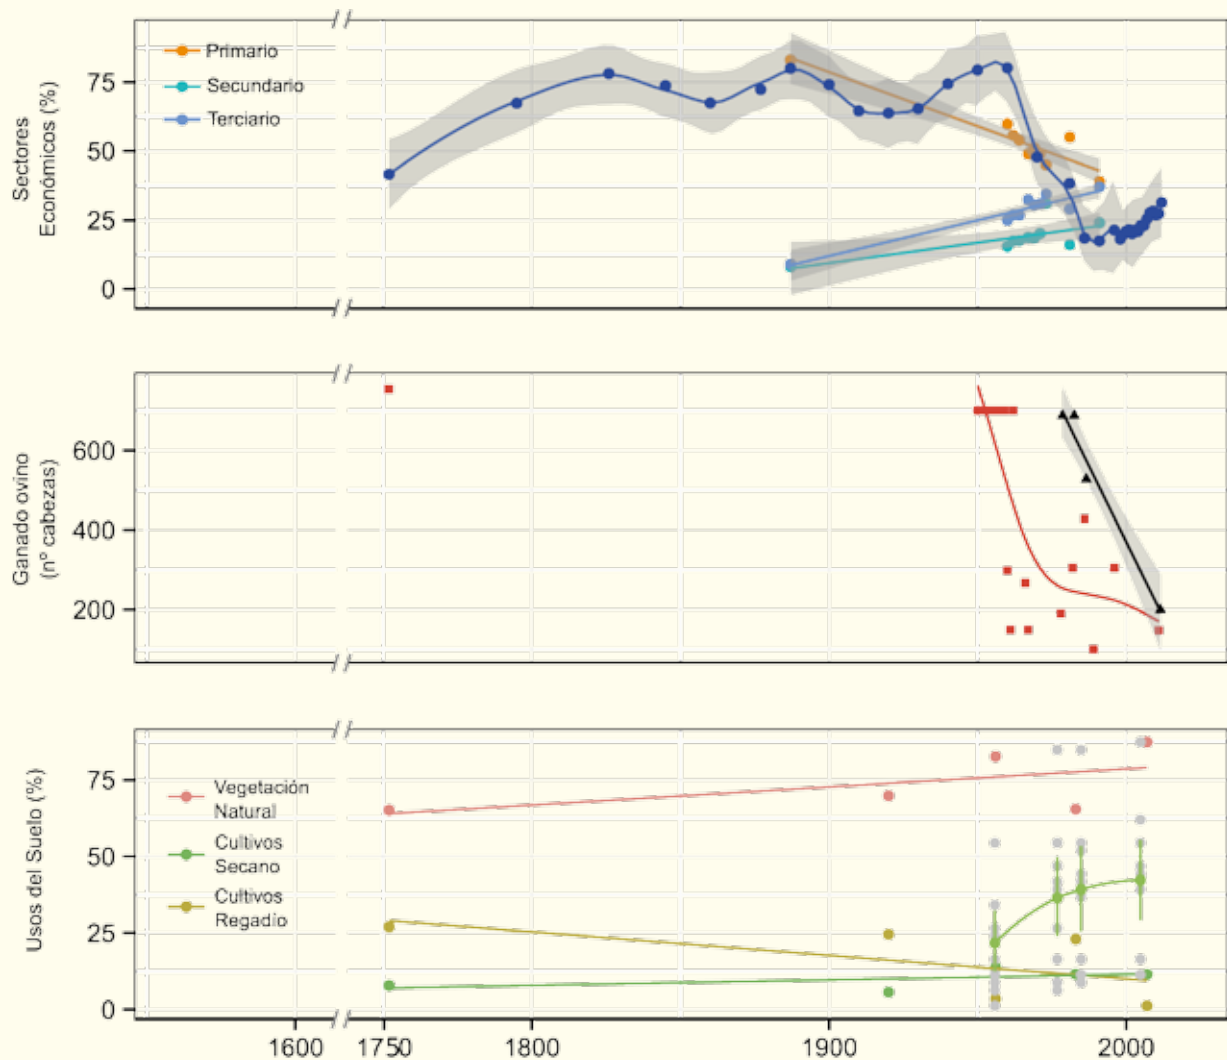 Sectores
Económicos (%)
75
50
25
0
Primario
Secundario
Terciario
Ganado ovino
(nº cabezas)
600
400
200
Usos del Suelo (%)
75
50
25
0
Vegetación
Natural
Cultivos
Secano
Cultivos
Regadío
1600
1750
1800
1900
2000